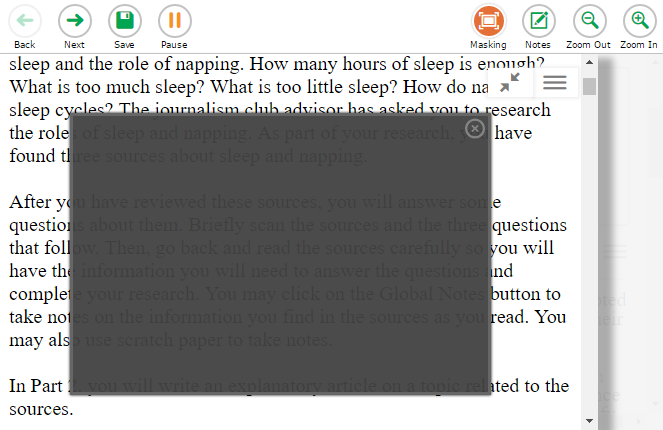 Back Next Save Pause Masking Notes Zoom Out Zoom In
sleep and the role of napping. How many hours of sleep is enough?
What is too much sleep? What is too little sleep? How do na
sleep cycles? The journalism club advisor has asked you to research
the role of sleep and napping. As part of your research, you have
found three sources about sleep and napping.
After you have reviewed these sources, you will answer some
questions about them. Briefly scan the sources and the three questions
that follow. Then, go back and read the sources carefully so you will
have the information you will need to answer the questions and
complete your research. You may click on the Global Notes button to
take notes on the information you find in the sources as you read. You
may also use scratch paper to take notes.
In Part 2, you will write an explanatory article on a topic related to the
sources.